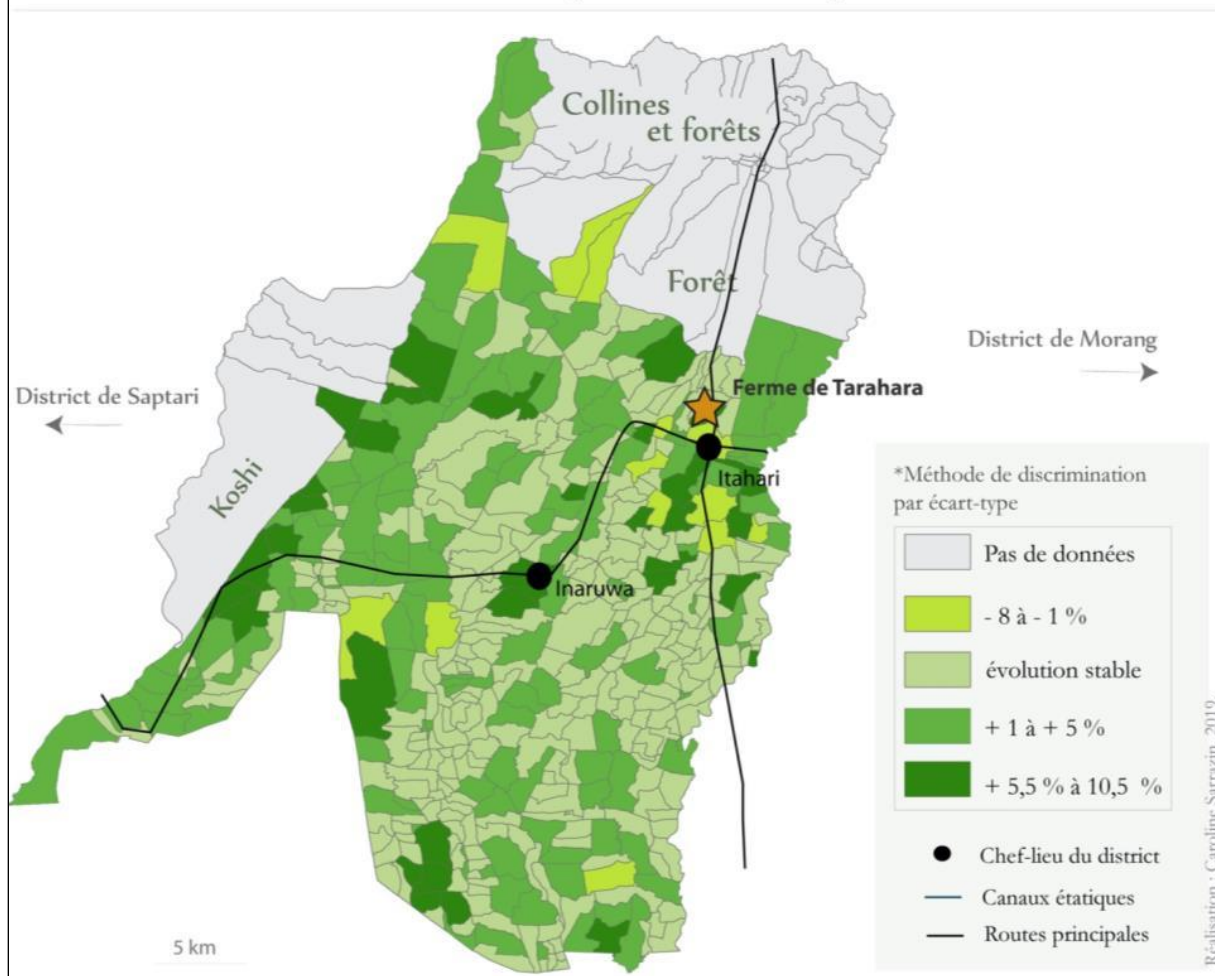 Collines
et forêts
Forêt
District de Morang
Ferme de Tarahara
District de Saptari
Koshi
Itahari
Inaruwa
*Méthode de discrimination
par écart-type
Pas de données
- 8 à - 1 %
évolution stable
+ 1 à + 5 %
+ 5,5 % à 10,5 %
Chef-lieu du district
Canaux étatiques
Routes principales
5 km
Réalisation : Caroline Sarrazin, 2019.